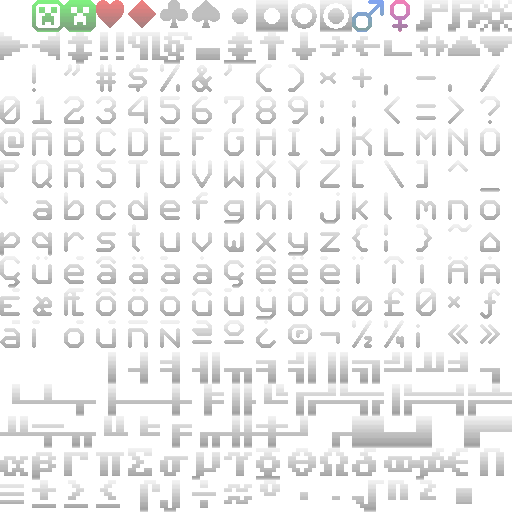 ♥♦♣♠•◘○◙♂♀♪♫☼
►◄↕‼¶§▬↨↑↓→←∟↔▲▼
! " # $ % & ' ( ) * + , - . /
0 1 2 3 4 5 6 7 8 9 : ; < = > ?
@ A B C D E F G H I J K L M N O
P Q R S T U V W X Y Z [ \ ] ^ _
` a b c d e f g h i j k l m n o
p q r s t u v w x y z { | } ~ ⌂
® ¬ ½ ¼ ¡ « »
α β Γ π Σ σ μ τ Φ Θ Ω δ ∞ ∅ ∈ ∩
≡ ± ≥ ≤ ⌠ ⌡ ÷ ≈ ° ∙ · √ ⁿ ² ■